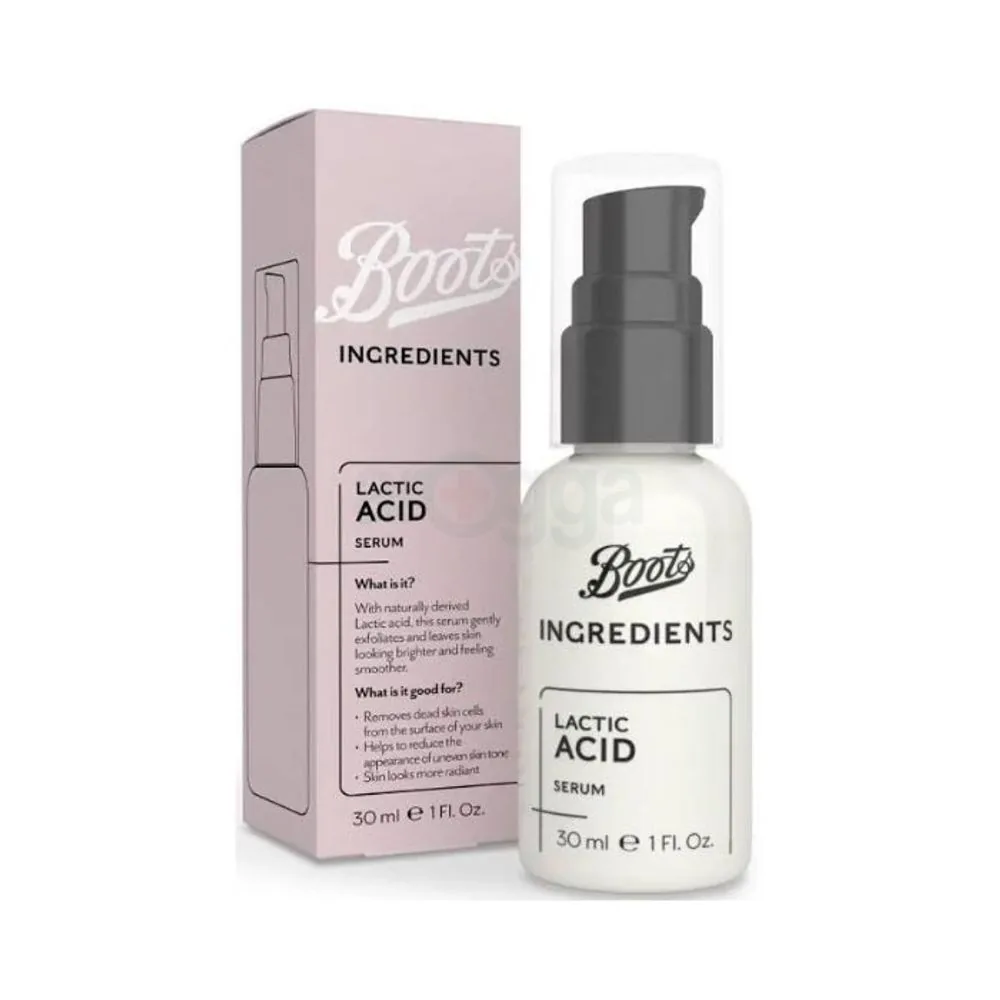 Boots
INGREDIENTS
LACTIC
ACID
SERUM
What is it?
With naturally derived
Lactic acid, this serum gently
exfoliates and leaves skin
looking brighter and feeling
smoother.
What is it good for?
• Removes dead skin cells
from the surface of your skin
• Helps to reduce the
appearance of uneven skin tone
• Skin looks more radiant
30 ml e 1 Fl. Oz.
Ogga
Boots
INGREDIENTS
LACTIC
ACID
SERUM
30 ml e 1 Fl. Oz.